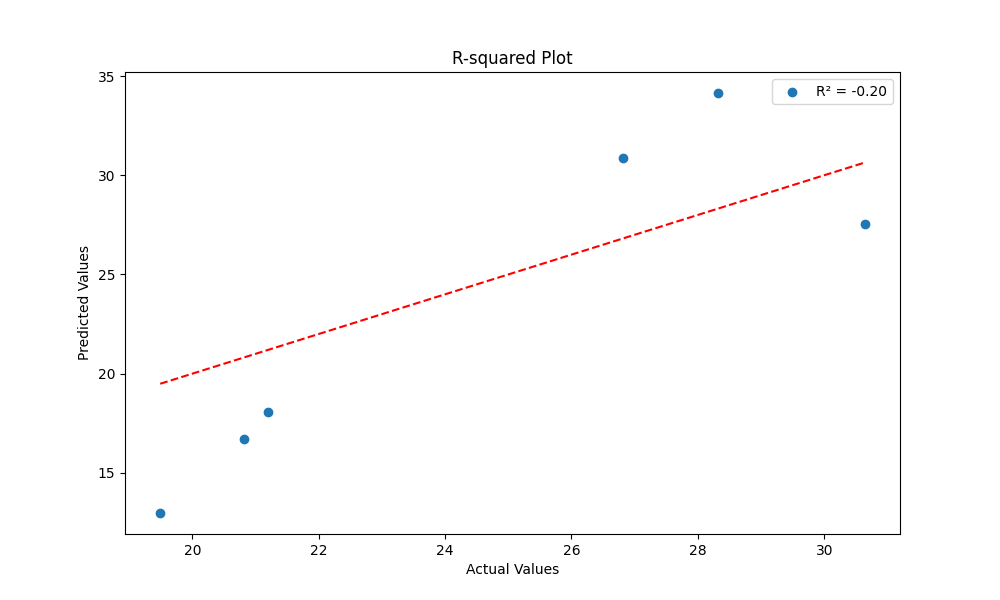 R-squared Plot
R² = -0.20
35
30
25
20
15
Predicted Values
20 22 24 26 28 30
Actual Values